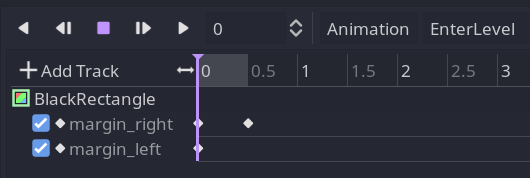 0 Animation EnterLevel
Add Track 0 0.5 1 1.5 2 2.5 3
BlackRectangle
margin_right
margin_left